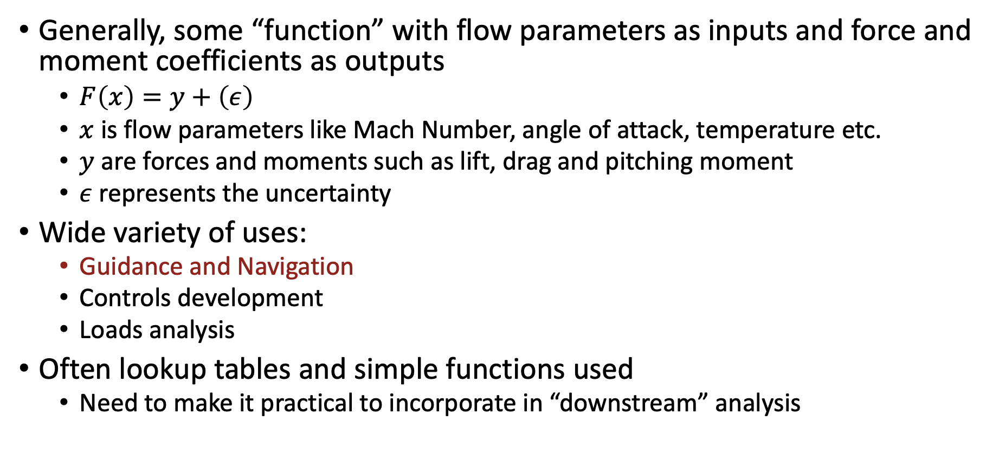 • Generally, some “function” with flow parameters as inputs and force and
moment coefficients as outputs
• F(x) = y + (ϵ)
• x is flow parameters like Mach Number, angle of attack, temperature etc.
• y are forces and moments such as lift, drag and pitching moment
• ϵ represents the uncertainty
• Wide variety of uses:
• Guidance and Navigation
• Controls development
• Loads analysis
• Often lookup tables and simple functions used
• Need to make it practical to incorporate in “downstream” analysis